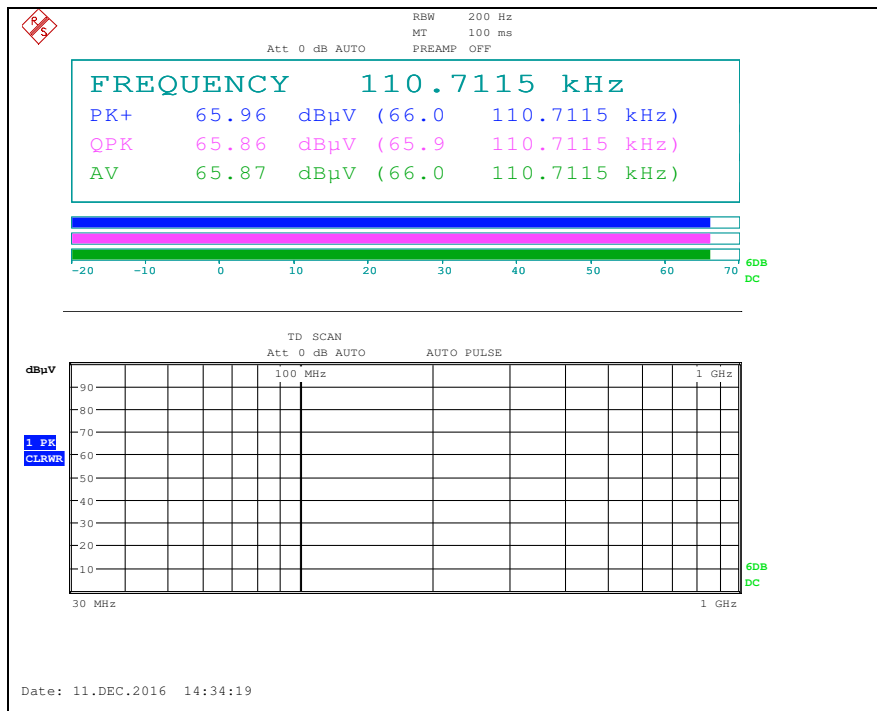 R S
RBW 200 Hz
MT 100 ms
Att 0 dB AUTO PREAMP OFF
FREQUENCY 110.7115 kHz
PK+ 65.96 dBµV (66.0 110.7115 kHz)
QPK 65.86 dBµV (65.9 110.7115 kHz)
AV 65.87 dBµV (66.0 110.7115 kHz)
-20 -10 0 10 20 30 40 50 60 70
6DB
DC
TD SCAN
Att 0 dB AUTO AUTO PULSE
dBµV
100 MHz 1 GHz
90
80
70
1 PK
CLRWR
60
50
40
30
20
10
6DB
DC
30 MHz 1 GHz
Date: 11.DEC.2016 14:34:19